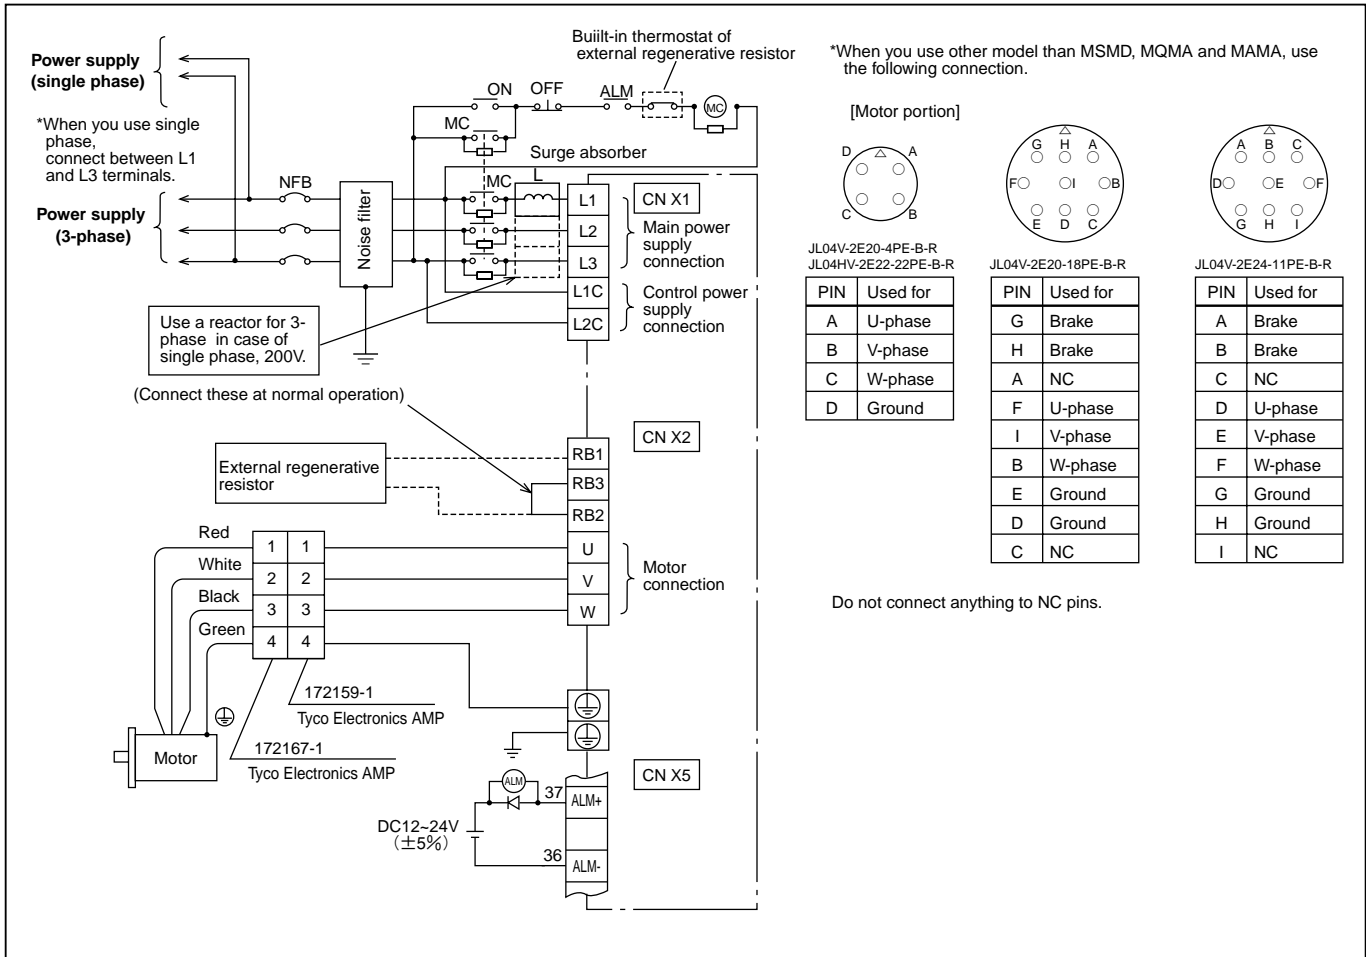 Power supply
(single phase)
*When you use single
phase,
connect between L1
and L3 terminals.
Power supply
(3-phase)
NFB
Noise filter
Buiilt-in thermostat of
external regenerative resistor
ON
OFF
ALM
MC
MC
Surge absorber
MC
L
L1
L2
L3
L1C
L2C
CN X1
Main power
supply
connection
Control power
supply
connection
Use a reactor for 3-
phase in case of
single phase, 200V.
(Connect these at normal operation)
CN X2
External regenerative
resistor
RB1
RB3
RB2
Red
White
Black
Green
1 1
2 2
3 3
4 4
U
V
W
Motor
connection
172159-1
Tyco Electronics AMP
172167-1
Tyco Electronics AMP
Motor
CN X5
ALM
37
ALM+
DC12~24V
(±5%)
36
ALM-
*When you use other model than MSMD, MQMA and MAMA, use
the following connection.
[Motor portion]
D A
C B
JL04V-2E20-4PE-B-R
JL04HV-2E22-22PE-B-R
PIN Used for
A U-phase
B V-phase
C W-phase
D Ground
G H A
F I B
E D C
JL04V-2E20-18PE-B-R
PIN Used for
G Brake
H Brake
A NC
F U-phase
I V-phase
B W-phase
E Ground
D Ground
C NC
A B C
D E F
G H I
JL04V-2E24-11PE-B-R
PIN Used for
A Brake
B Brake
C NC
D U-phase
E V-phase
F W-phase
G Ground
H Ground
I NC
Do not connect anything to NC pins.